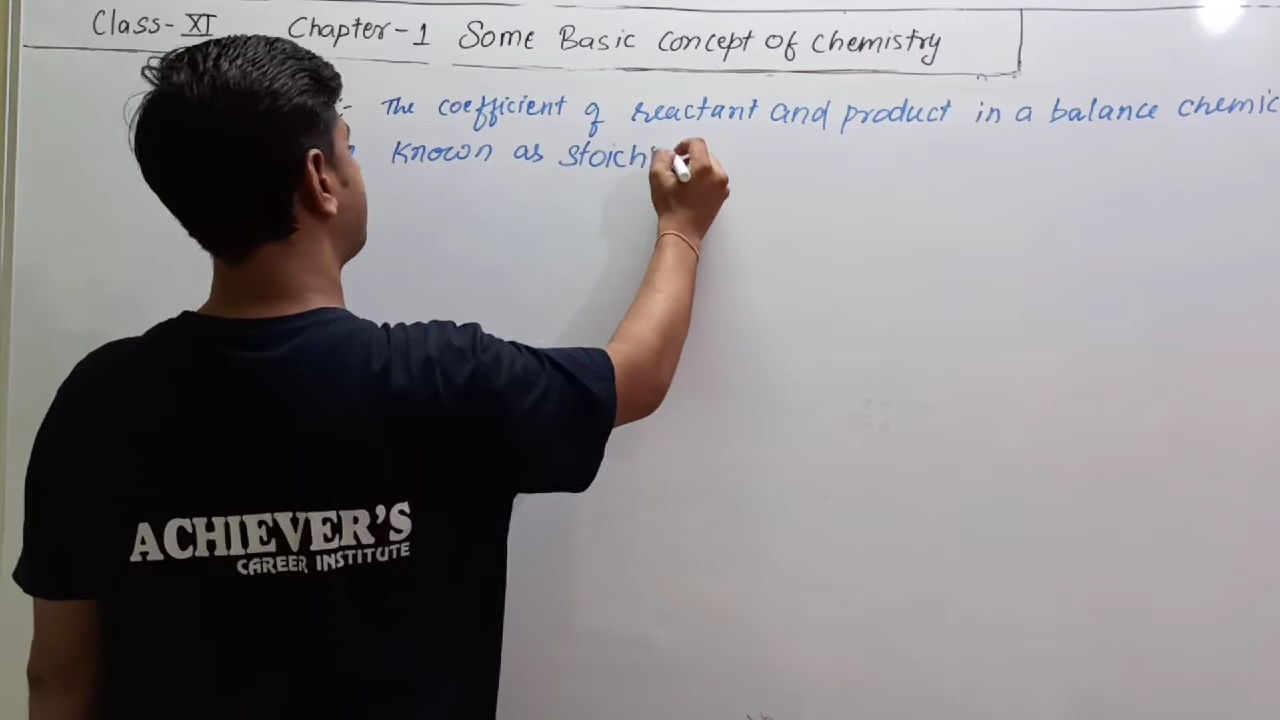 Class-XI Chapter-1 Some Basic Concept of Chemistry
:- The coefficient of reactant and product in a balance chemic
known as stoich
ACHIEVER'S
CAREER INSTITUTE